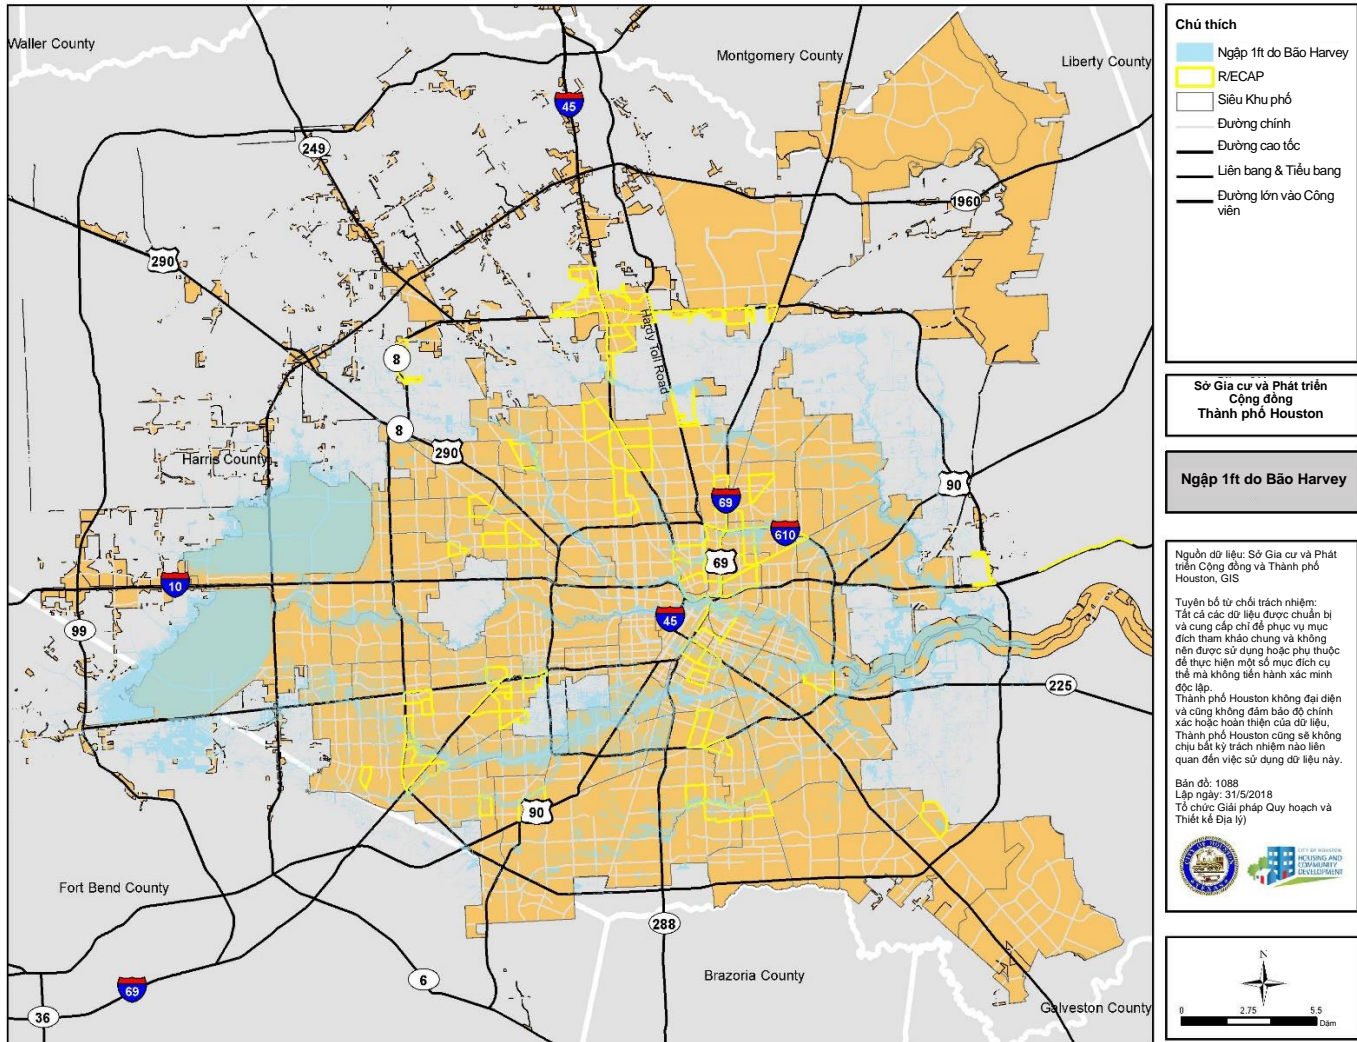 Waller County
Montgomery County
Liberty County
45
249
1960
290
8
Hardy Toll Road
8
290
Harris County
90
69
610
69
10
45
99
225
90
Fort Bend County
288
6
Brazoria County
69
36
Galveston County
Chú thích
Ngập 1ft do Bão Harvey
R/ECAP
Siêu Khu phố
Đường chính
Đường cao tốc
Liên bang & Tiểu bang
Đường lớn vào Công
viên
Sở Gia cư và Phát triển
Cộng đồng
Thành phố Houston
Ngập 1ft do Bão Harvey
Nguồn dữ liệu: Sở Gia cư và Phát
triển Cộng đồng và Thành phố
Houston, GIS
Tuyên bố từ chối trách nhiệm:
Tất cả các dữ liệu được chuẩn bị
và cung cấp chỉ để phục vụ mục
đích tham khảo chung và không
nên được sử dụng hoặc phụ thuộc
để thực hiện một số mục đích cụ
thể mà không tiến hành xác minh
độc lập.
Thành phố Houston không đại diện
và cũng không đảm bảo độ chính
xác hoặc hoàn thiện của dữ liệu,
Thành phố Houston cũng sẽ không
chịu bất kỳ trách nhiệm nào liên
quan đến việc sử dụng dữ liệu này.
Bản đồ: 1088
Lập ngày: 31/5/2018
Tổ chức Giải pháp Quy hoạch và
Thiết kế Địa lý)
CITY OF HOUSTON
TEXAS
CITY OF HOUSTON
HOUSING AND
COMMUNITY
DEVELOPMENT
N
0 2.75 5.5
Dặm